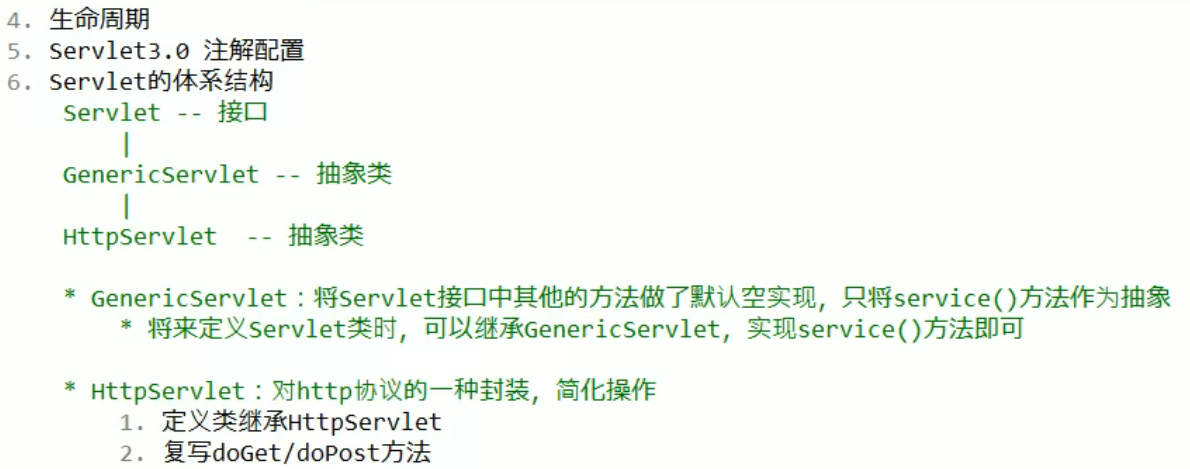 4. 生命周期
5. Servlet3.0 注解配置
6. Servlet的体系结构
Servlet -- 接口
|
GenericServlet -- 抽象类
|
HttpServlet -- 抽象类
* GenericServlet：将Servlet接口中其他的方法做了默认空实现，只将service()方法作为抽象
* 将来定义Servlet类时，可以继承GenericServlet，实现service()方法即可
* HttpServlet：对http协议的一种封装，简化操作
1. 定义类继承HttpServlet
2. 复写doGet/doPost方法